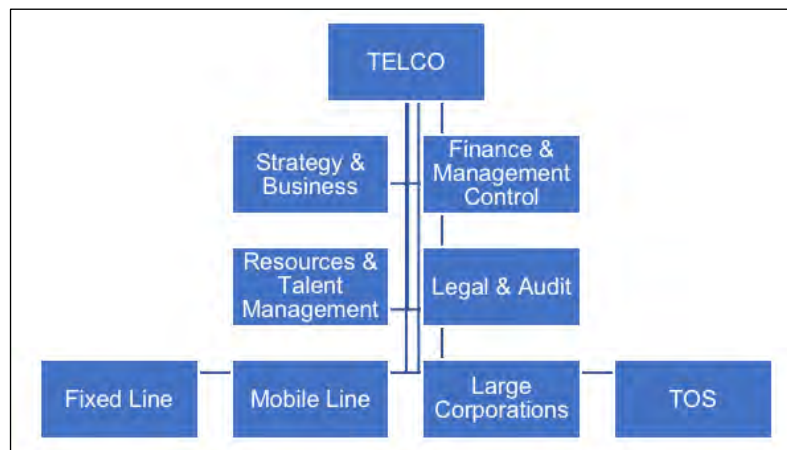 TELCO
Strategy &
Business
Finance &
Management
Control
Resources &
Talent
Management
Legal & Audit
Fixed Line
Mobile Line
Large
Corporations
TOS